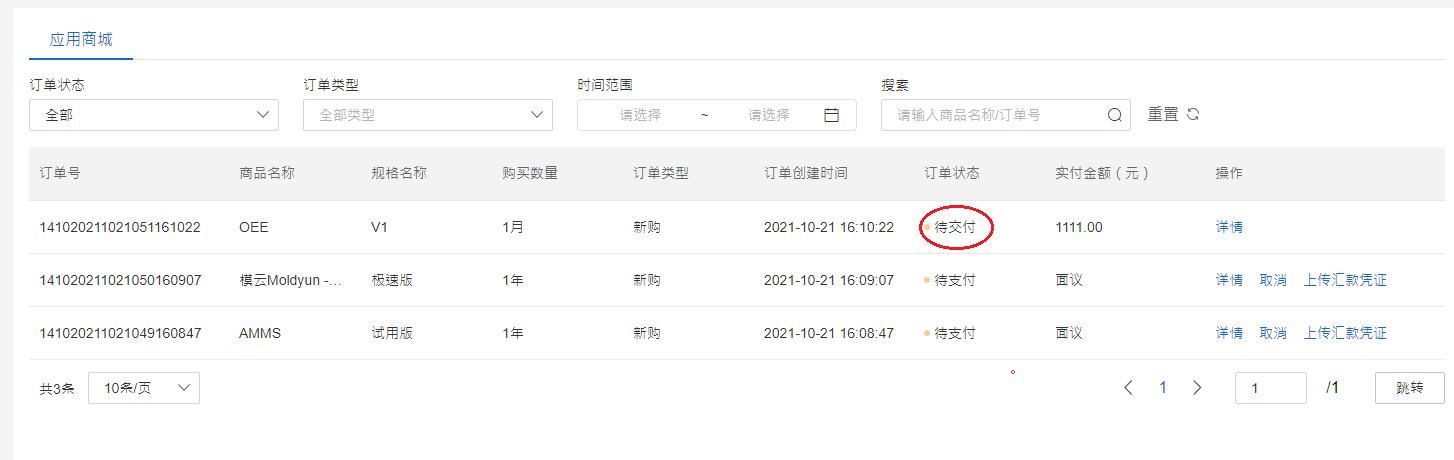 应用商城
订单状态 订单类型 时间范围 搜索
全部 全部类型 请选择 ~ 请选择 请输入商品名称/订单号 重置
订单号 商品名称 规格名称 购买数量 订单类型 订单创建时间 订单状态 实付金额（元） 操作
141020211021051161022 OEE V1 1月 新购 2021-10-21 16:10:22 待交付 1111.00 详情
141020211021050160907 模云Moldyun -... 极速版 1年 新购 2021-10-21 16:09:07 待支付 面议 详情 取消 上传汇款凭证
141020211021049160847 AMMS 试用版 1年 新购 2021-10-21 16:08:47 待支付 面议 详情 取消 上传汇款凭证
共3条 10条/页 1 1 /1 跳转